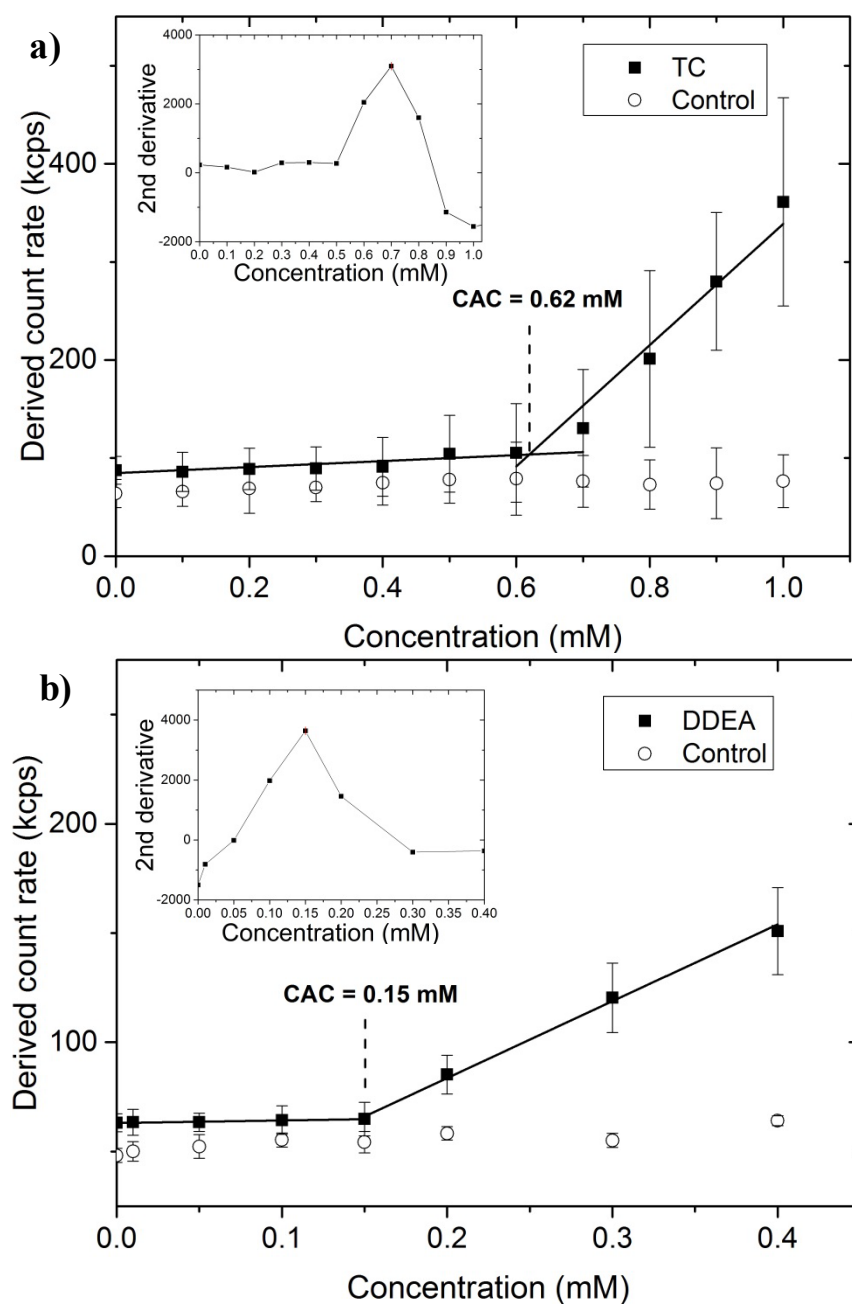 a)
4000
2000
0
-2000
2nd derivative
0.0 0.1 0.2 0.3 0.4 0.5 0.6 0.7 0.8 0.9 1.0
Concentration (mM)
TC
Control
CAC = 0.62 mM
400
200
0
Derived count rate (kcps)
0.0 0.2 0.4 0.6 0.8 1.0
Concentration (mM)
b)
4000
2000
0
-2000
2nd derivative
0.00 0.05 0.10 0.15 0.20 0.25 0.30 0.35 0.40
Concentration (mM)
DDEA
Control
CAC = 0.15 mM
200
100
Derived count rate (kcps)
0.0 0.1 0.2 0.3 0.4
Concentration (mM)